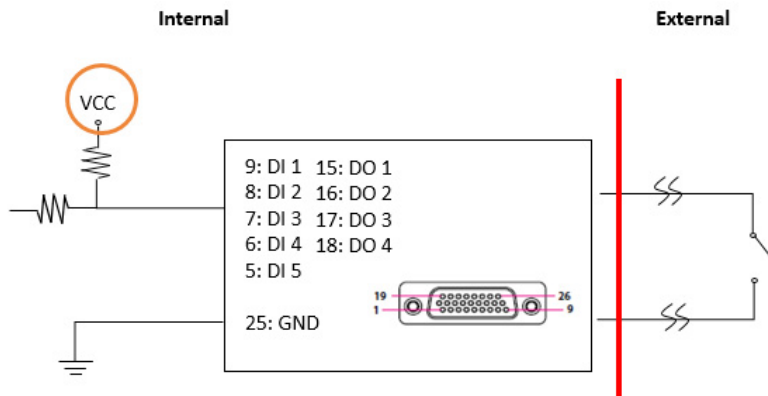 Internal
External
VCC
9: DI 1 15: DO 1
8: DI 2 16: DO 2
7: DI 3 17: DO 3
6: DI 4 18: DO 4
5: DI 5
19 26
1 9
25: GND